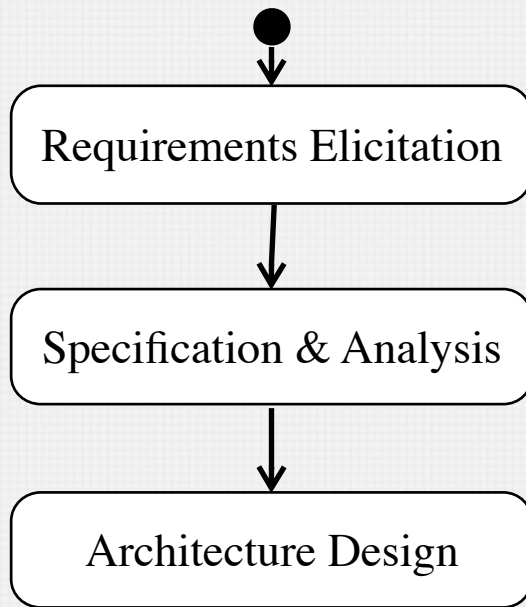 Requirements Elicitation
Specification & Analysis
Architecture Design